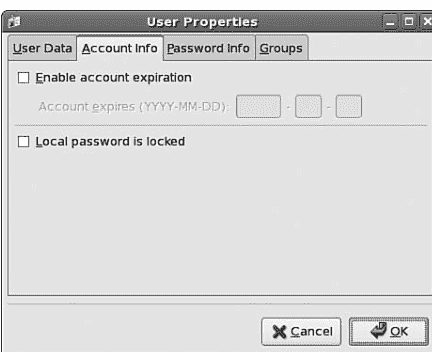 User Properties
User Data Account Info Password Info Groups
Enable account expiration
Account expires (YYYY-MM-DD): - -
Local password is locked
Cancel OK